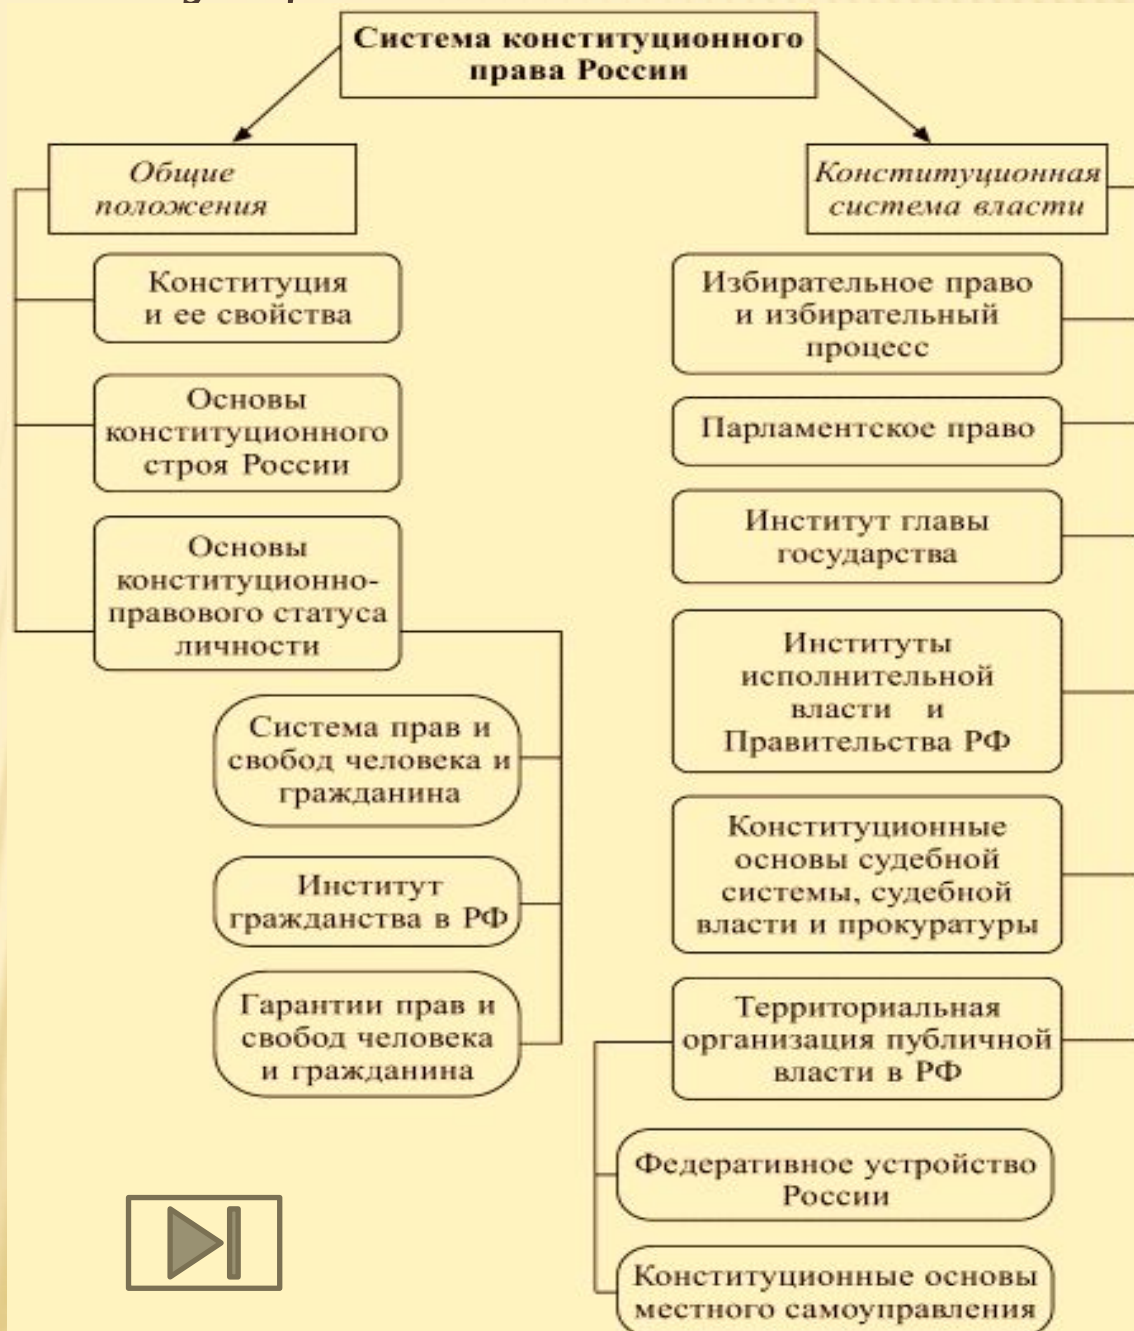 Система конституционного
права России
Общие
положения
Конституция
и ее свойства
Основы
конституционного
строя России
Основы
конституционно-
правового статуса
личности
Система прав и
свобод человека и
гражданина
Институт
гражданства в РФ
Гарантии прав и
свобод человека
и гражданина
Конституционная
система власти
Избирательное право
и избирательный
процесс
Парламентское право
Институт главы
государства
Институты
исполнительной
власти и
Правительства РФ
Конституционные
основы судебной
системы, судебной
власти и прокуратуры
Территориальная
организация публичной
власти в РФ
Федеративное устройство
России
Конституционные основы
местного самоуправления